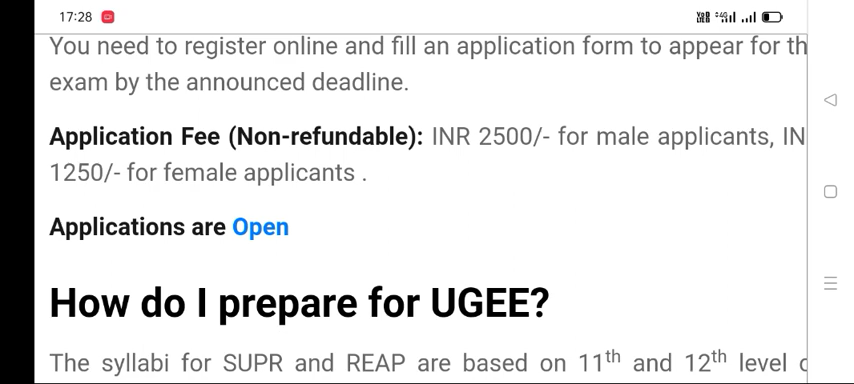 17:28
You need to register online and fill an application form to appear for th
exam by the announced deadline.
Application Fee (Non-refundable): INR 2500/- for male applicants, IN
1250/- for female applicants .
Applications are Open
How do I prepare for UGEE?
The syllabi for SUPR and REAP are based on 11th and 12th level